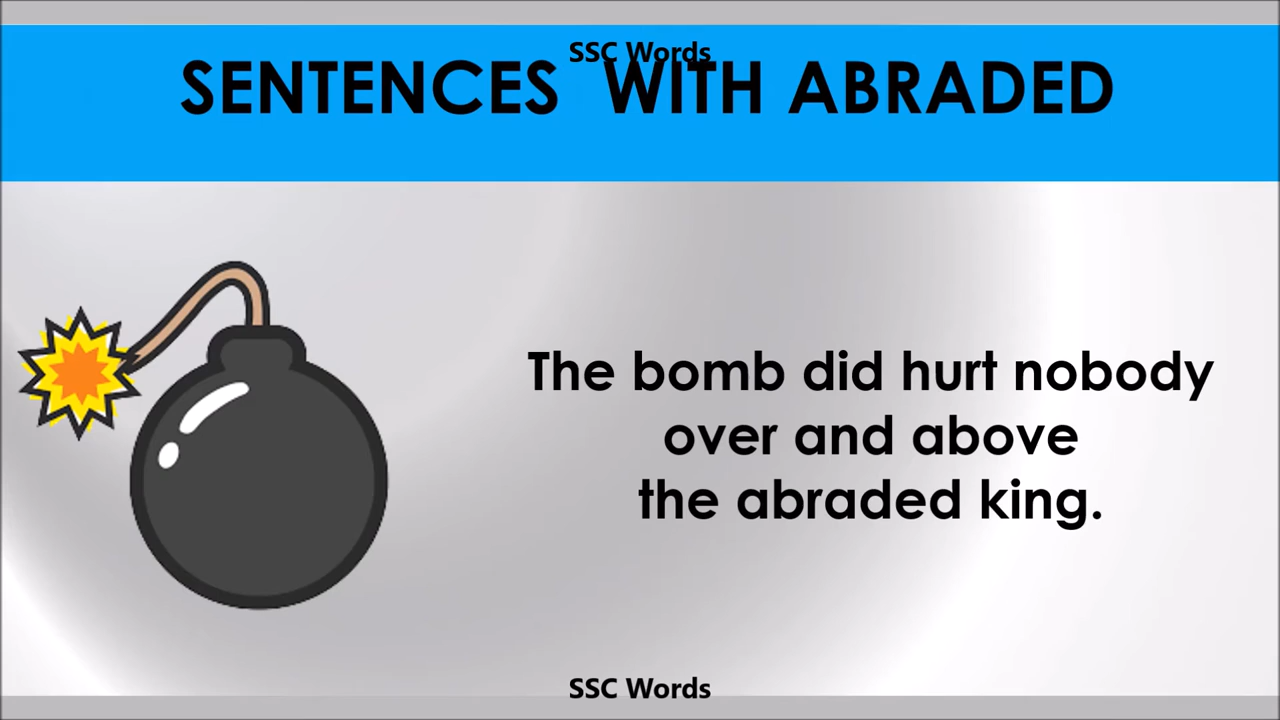 SSC Words
SENTENCES WITH ABRADED
The bomb did hurt nobody
over and above
the abraded king.
SSC Words